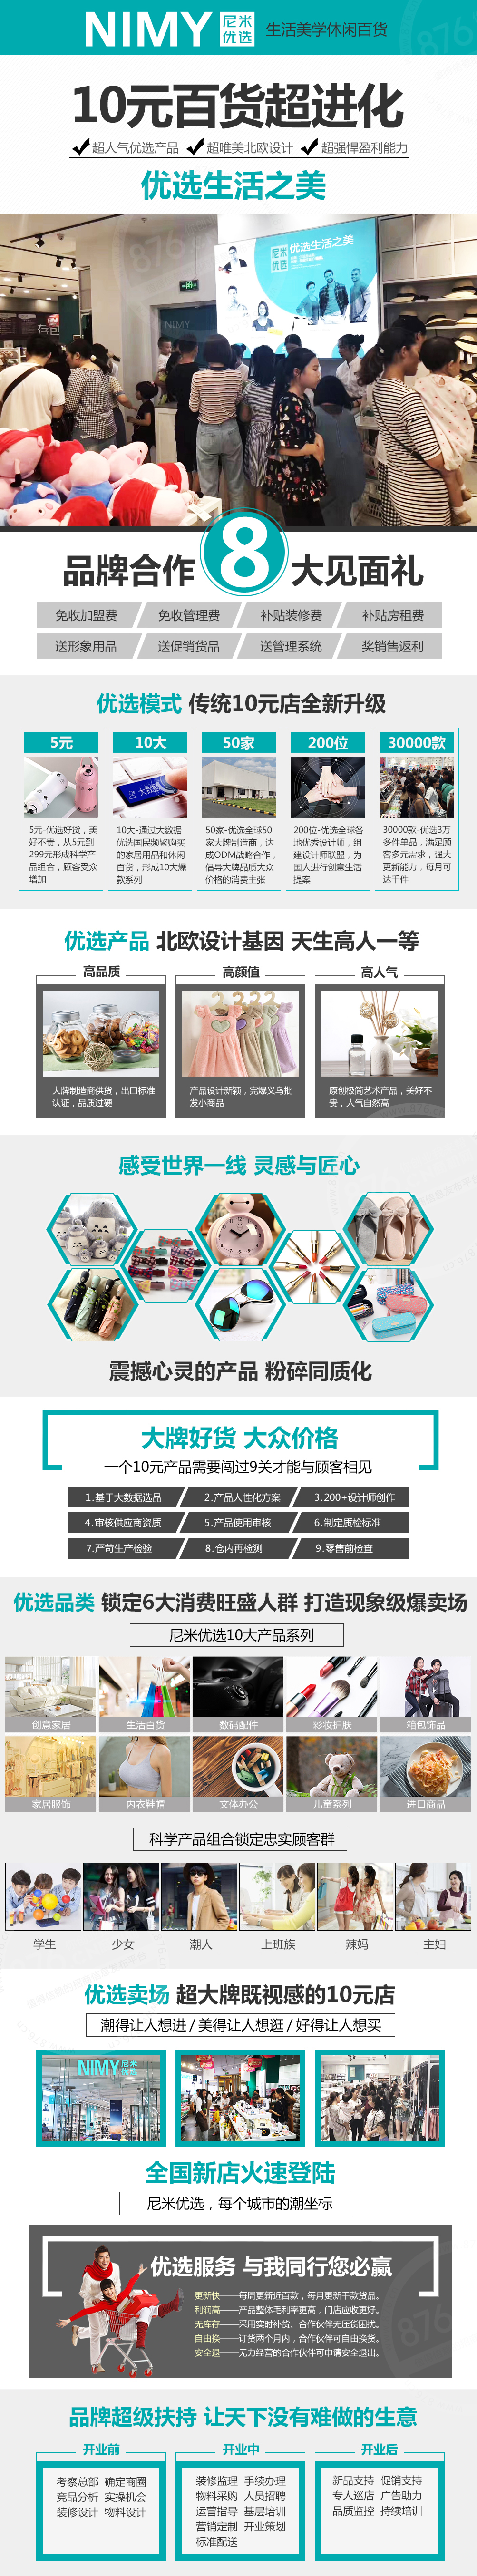 NIMY 尼米优选 生活美学休闲百货
10元百货超进化
超人气优选产品 超唯美北欧设计 超强悍盈利能力
优选生活之美
尼米优选 优选生活之美
NIMY
品牌合作8大见面礼
免收加盟费 免收管理费 补贴装修费 补贴房租费
送形象用品 送促销货品 送管理系统 奖销售返利
优选模式 传统10元店全新升级
5元 10大 50家 200位 30000款
大数据
5元-优选好货，美
好不贵，从5元到
299元形成科学产
品组合，顾客受众
增加
10大-通过大数据
优选国民频繁购买
的家居用品和休闲
百货，形成10大爆
款系列
50家-优选全球50
家大牌制造商，达
成ODM战略合作，
倡导大牌品质大众
价格的消费主张
200位-优选全球各
地优秀设计师，组
建设计师联盟，为
国人进行创意生活
提案
30000款-优选3万
多件单品，满足顾
客多元需求，强大
更新能力，每月可
达千件
优选产品 北欧设计基因 天生高人一等
高品质 高颜值 高人气
大牌制造商供货，出口标准
认证，品质过硬
产品设计新颖，完爆义乌批
发小商品
原创极简艺术产品，美好不
贵，人气自然高
感受世界一线 灵感与匠心
震撼心灵的产品 粉碎同质化
大牌好货 大众价格
一个10元产品需要闯过9关才能与顾客相见
1.基于大数据选品 2.产品人性化方案 3.200+设计师创作
4.审核供应商资质 5.产品使用审核 6.制定质检标准
7.严苛生产检验 8.仓内再检测 9.零售前检查
优选品类 锁定6大消费旺盛人群 打造现象级爆卖场
尼米优选10大产品系列
创意家居 生活百货 数码配件 彩妆护肤 箱包饰品
家居服饰 内衣鞋帽 文体办公 儿童系列 进口商品
科学产品组合锁定忠实顾客群
学生 少女 潮人 上班族 辣妈 主妇
优选卖场 超大牌既视感的10元店
潮得让人想进/美得让人想逛/好得让人想买
NIMY 尼米优选
全国新店火速登陆
尼米优选，每个城市的潮坐标
优选服务 与我同行您必赢
更新快——每周更新近百款，每月更新千款货品。
利润高——产品整体毛利率更高，门店应收更好。
无库存——采用实时补货、合作伙伴无压货困扰。
自由换——订货两个月内，合作伙伴可自由换货。
安全退——无力经营的合作伙伴可申请安全退出。
品牌超级扶持 让天下没有难做的生意
开业前 开业中 开业后
考察总部 确定商圈
竞品分析 实操机会
装修设计 物料设计
装修监理 手续办理
物料采购 人员招聘
运营指导 基层培训
营销定制 开业策划
标准配送
新品支持 促销支持
专人巡店 广告助力
品质监控 持续培训